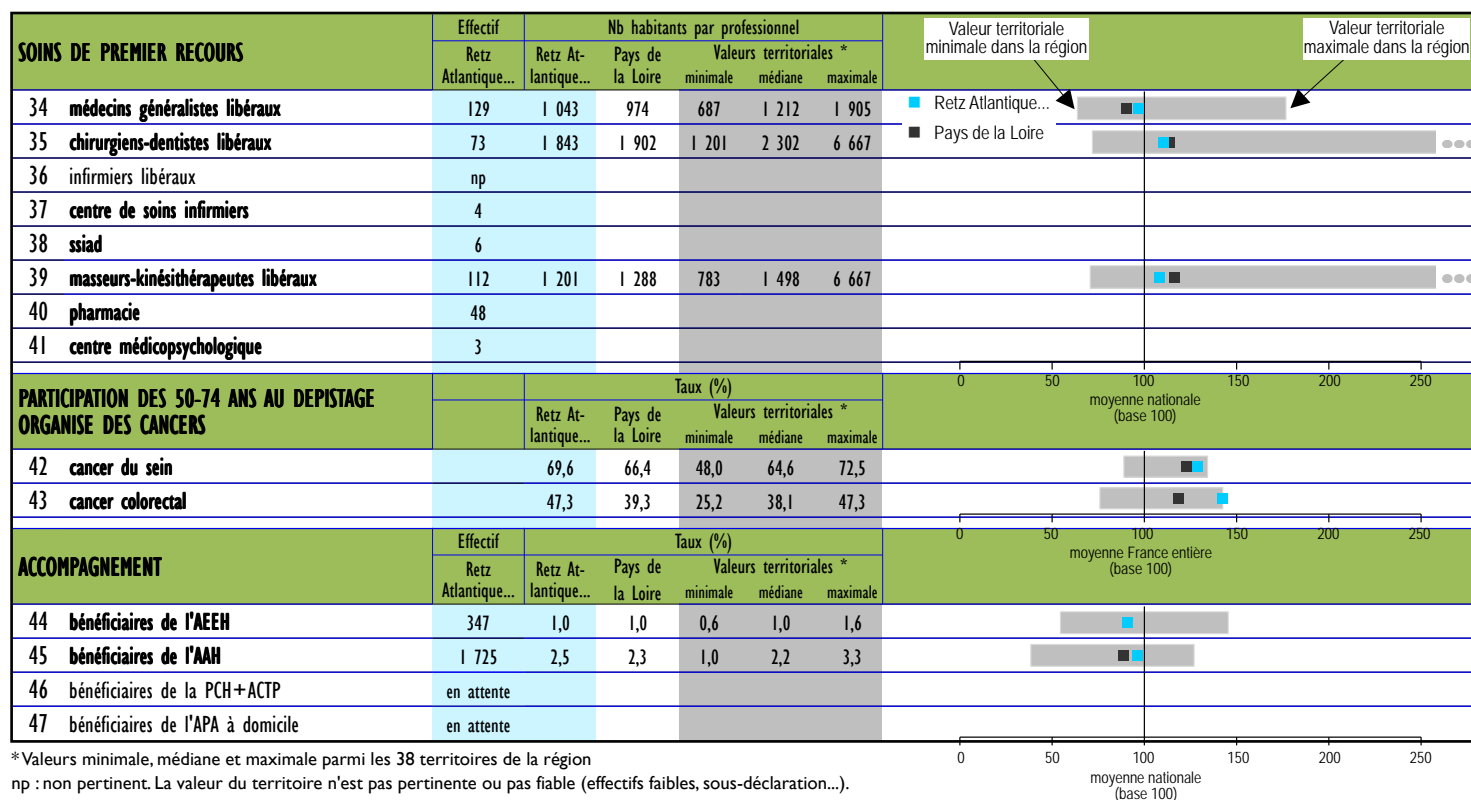 SOINS DE PREMIER RECOURS
Effectif
Nb habitants par professionnel
Retz Atlantique...
Retz At-lantique...
Pays de la Loire
Valeurs territoriales *
minimale médiane maximale
Valeur territoriale minimale dans la région
Valeur territoriale maximale dans la région
Retz Atlantique...
Pays de la Loire
34 médecins généralistes libéraux 129 1 043 974 687 1 212 1 905
35 chirurgiens-dentistes libéraux 73 1 843 1 902 1 201 2 302 6 667
36 infirmiers libéraux np
37 centre de soins infirmiers 4
38 ssiad 6
39 masseurs-kinésithérapeutes libéraux 112 1 201 1 288 783 1 498 6 667
40 pharmacie 48
41 centre médicopsychologique 3
0 50 100 150 200 250
moyenne nationale
(base 100)
PARTICIPATION DES 50-74 ANS AU DEPISTAGE
ORGANISE DES CANCERS
Taux (%)
Retz At-lantique...
Pays de la Loire
Valeurs territoriales *
minimale médiane maximale
42 cancer du sein 69,6 66,4 48,0 64,6 72,5
43 cancer colorectal 47,3 39,3 25,2 38,1 47,3
0 50 100 150 200 250
moyenne France entière
(base 100)
ACCOMPAGNEMENT
Effectif
Taux (%)
Retz Atlantique...
Retz At-lantique...
Pays de la Loire
Valeurs territoriales *
minimale médiane maximale
44 bénéficiaires de l'AEEH 347 1,0 1,0 0,6 1,0 1,6
45 bénéficiaires de l'AAH 1 725 2,5 2,3 1,0 2,2 3,3
46 bénéficiaires de la PCH+ACTP en attente
47 bénéficiaires de l'APA à domicile en attente
0 50 100 150 200 250
moyenne nationale
(base 100)
* Valeurs minimale, médiane et maximale parmi les 38 territoires de la région
np : non pertinent. La valeur du territoire n'est pas pertinente ou pas fiable (effectifs faibles, sous-déclaration...).